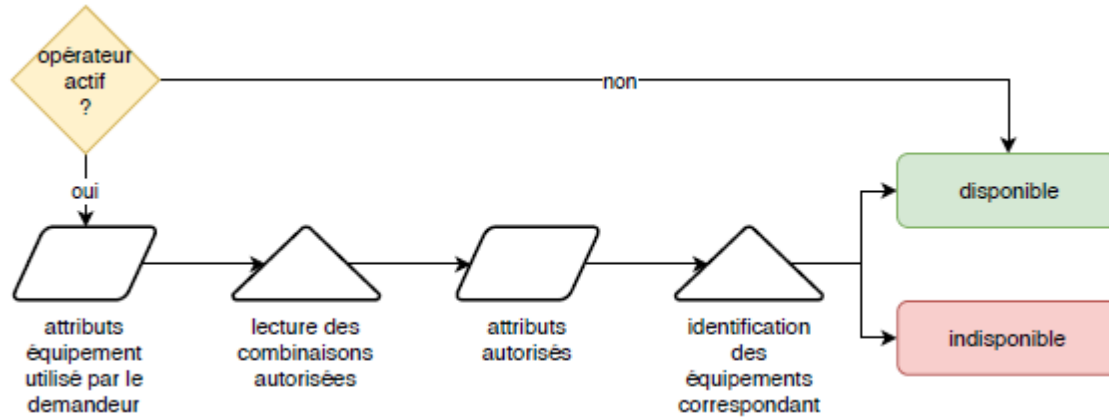 opérateur
actif
?
non
oui
disponible
indisponible
attributs
équipement
utilisé par le
demandeur
lecture des
combinaisons
autorisées
attributs
autorisés
identification
des
équipements
correspondant